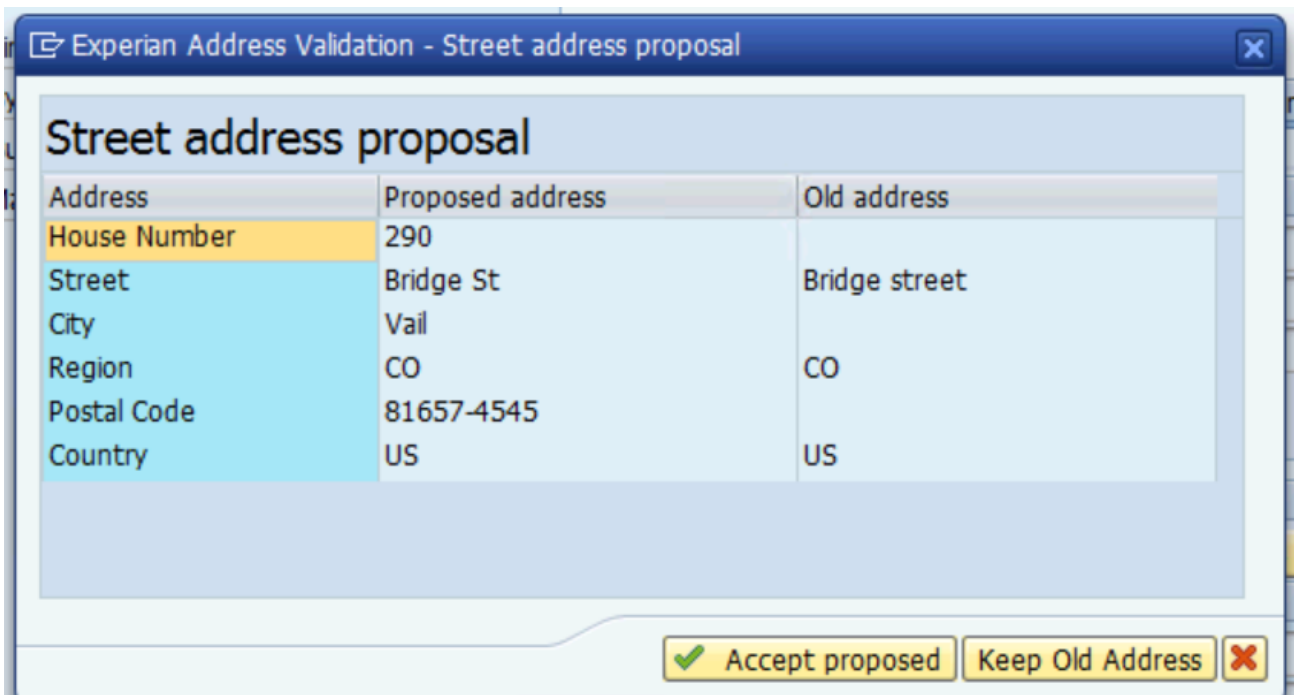 Experian Address Validation - Street address proposal
Street address proposal
Address Proposed address Old address
House Number 290
Street Bridge St Bridge street
City Vail
Region CO CO
Postal Code 81657-4545
Country US US
Accept proposed Keep Old Address